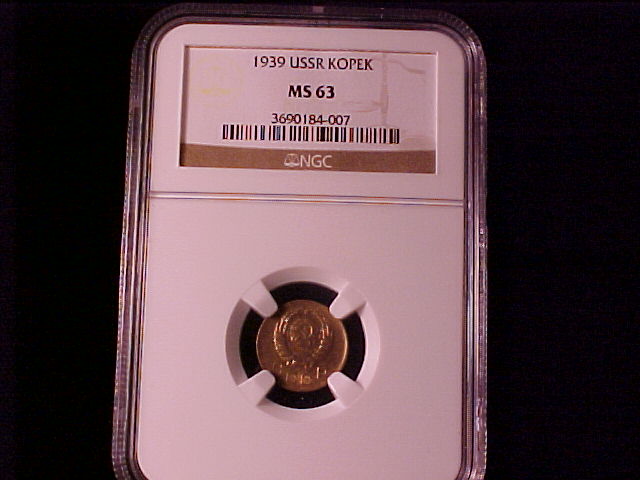 1939 USSR KOPEK
MS 63
3690184-007
NGC